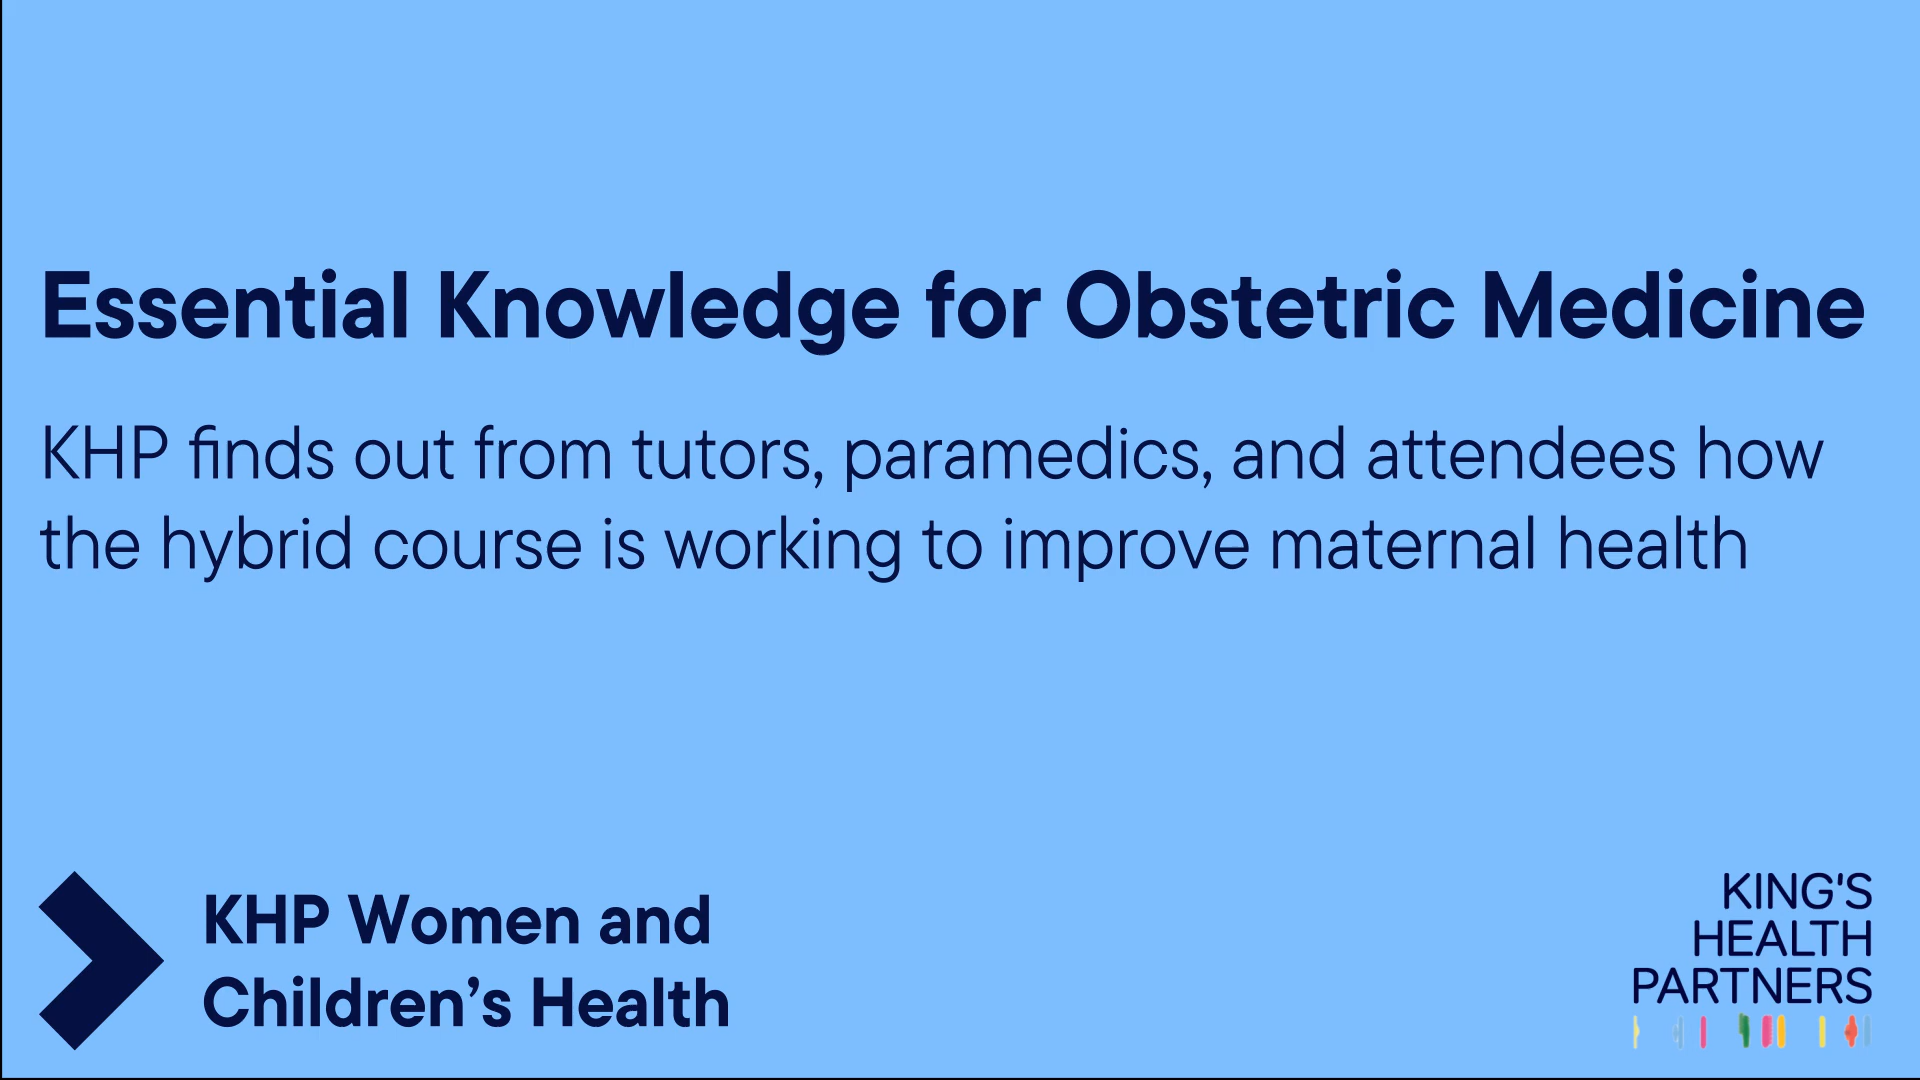 Essential Knowledge for Obstetric Medicine
KHP finds out from tutors, paramedics, and attendees how
the hybrid course is working to improve maternal health
KHP Women and
Children’s Health
KING'S
HEALTH
PARTNERS